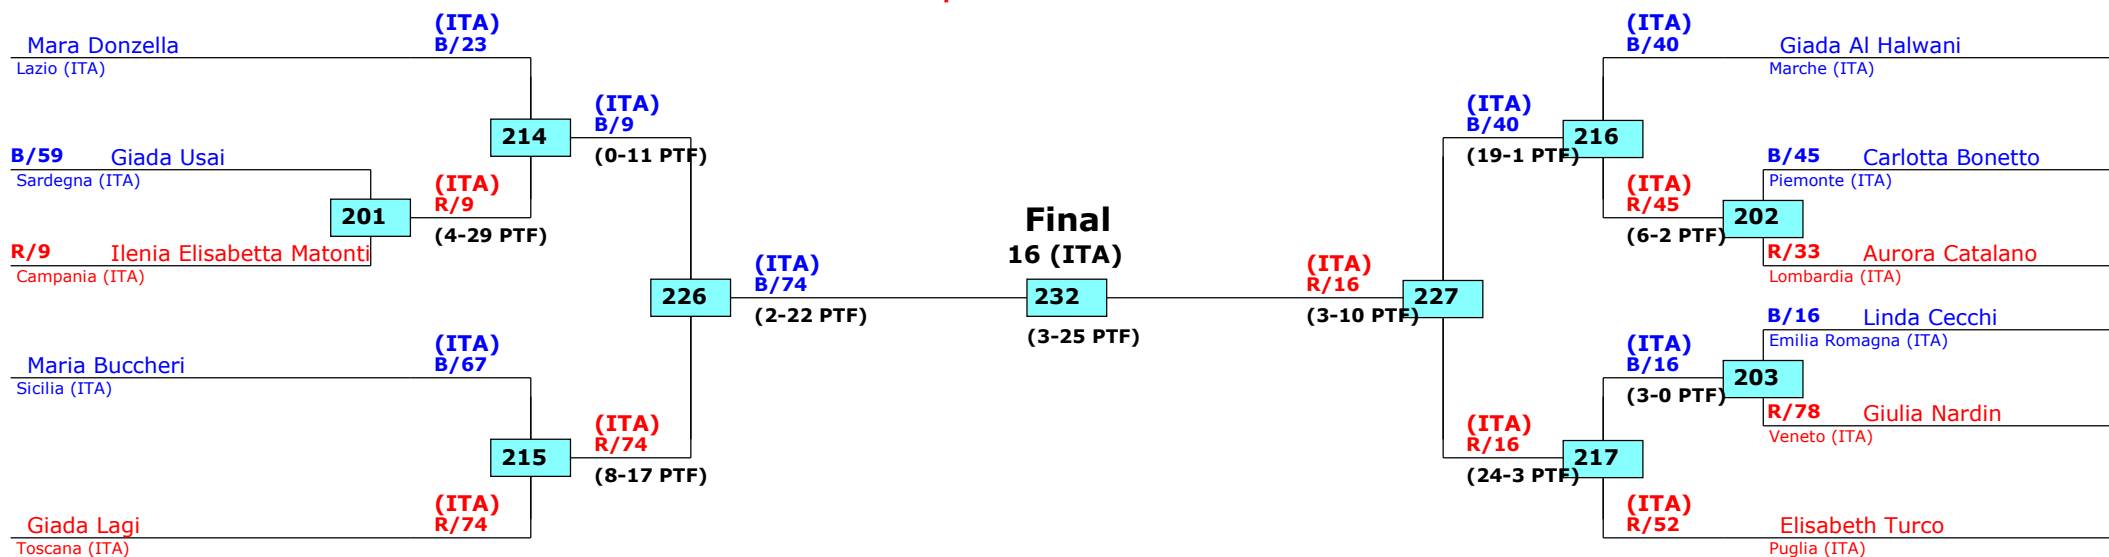 (ITA)
B/23
Mara Donzella
Lazio (ITA)
B/59 Giada Usai
Sardegna (ITA)
R/9 Ilenia Elisabetta Matonti
Campania (ITA)
201
(ITA)
R/9
(4-29 PTF)
214
(ITA)
B/9
(0-11 PTF)
(ITA)
B/67
Maria Buccheri
Sicilia (ITA)
(ITA)
R/74
Giada Lagi
Toscana (ITA)
215
(ITA)
R/74
(8-17 PTF)
226
(ITA)
B/74
(2-22 PTF)
Final
16 (ITA)
232
(3-25 PTF)
(ITA)
R/16
(3-10 PTF)
227
(ITA)
B/40
(19-1 PTF)
216
(ITA)
B/40
Giada Al Halwani
Marche (ITA)
(ITA)
R/45
(6-2 PTF)
202
B/45 Carlotta Bonetto
Piemonte (ITA)
R/33 Aurora Catalano
Lombardia (ITA)
B/16 Linda Cecchi
Emilia Romagna (ITA)
203
R/78 Giulia Nardin
Veneto (ITA)
(ITA)
B/16
(3-0 PTF)
217
(ITA)
R/16
(24-3 PTF)
(ITA)
R/52
Elisabeth Turco
Puglia (ITA)